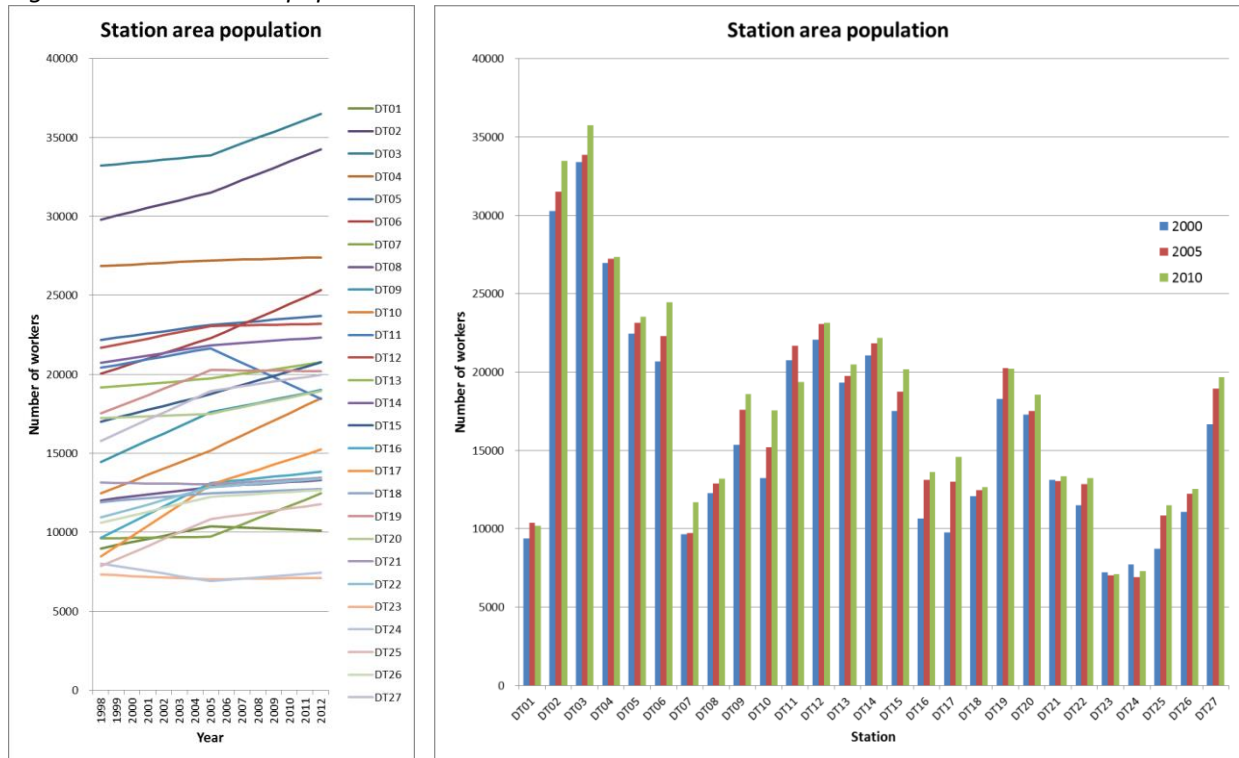 Station area population
Number of workers
40000
35000
30000
25000
20000
15000
10000
5000
0
1998
1999
2000
2001
2002
2003
2004
2005
2006
2007
2008
2009
2010
2011
2012
Year
DT01
DT02
DT03
DT04
DT05
DT06
DT07
DT08
DT09
DT10
DT11
DT12
DT13
DT14
DT15
DT16
DT17
DT18
DT19
DT20
DT21
DT22
DT23
DT24
DT25
DT26
DT27
Station area population
Number of workers
40000
35000
30000
25000
20000
15000
10000
5000
0
2000
2005
2010
DT01
DT02
DT03
DT04
DT05
DT06
DT07
DT08
DT09
DT10
DT11
DT12
DT13
DT14
DT15
DT16
DT17
DT18
DT19
DT20
DT21
DT22
DT23
DT24
DT25
DT26
DT27
Station